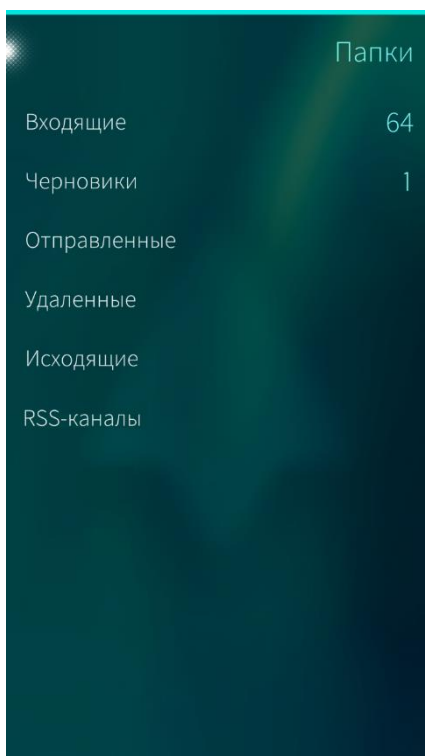 Папки
Входящие 64
Черновики 1
Отправленные
Удаленные
Исходящие
RSS-каналы